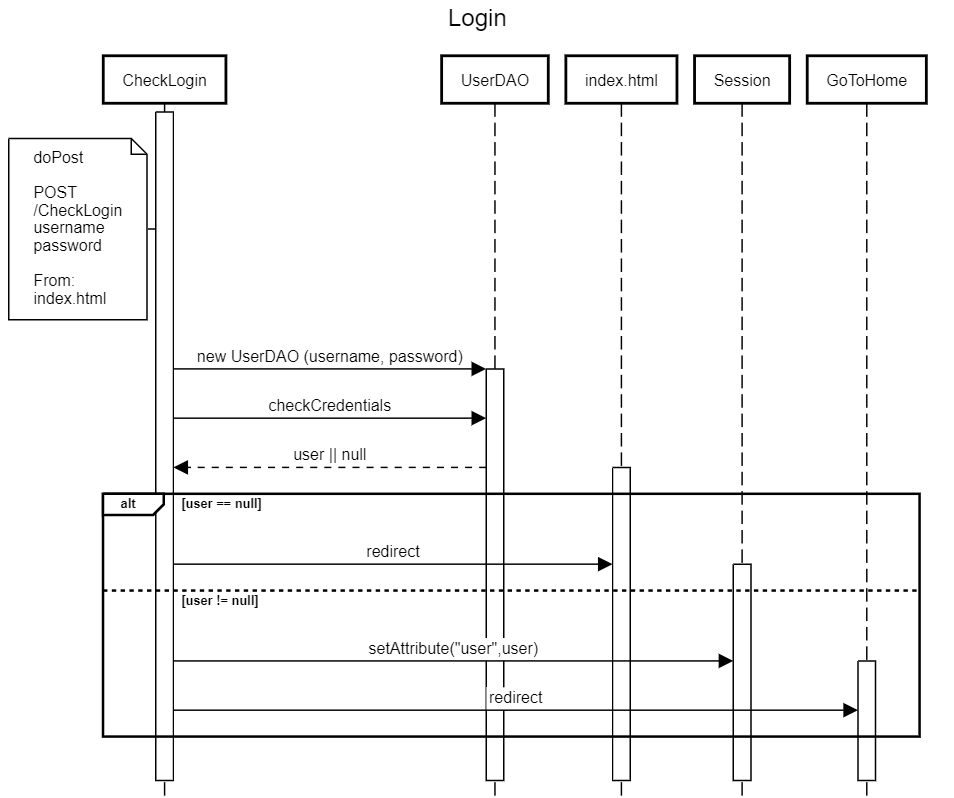 Login
CheckLogin
UserDAO
index.html
Session
GoToHome
doPost
POST
/CheckLogin
username
password
From:
index.html
new UserDAO (username, password)
checkCredentials
user || null
alt
[user == null]
redirect
[user != null]
setAttribute("user",user)
redirect